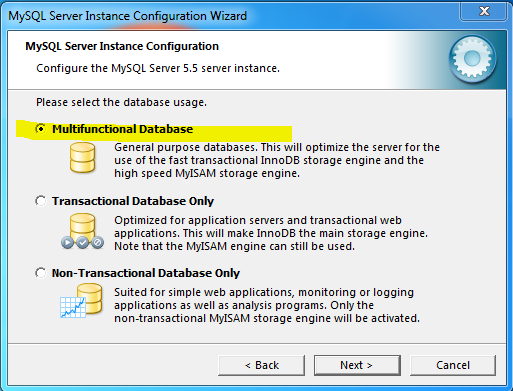 MySQL Server Instance Configuration Wizard
MySQL Server Instance Configuration
Configure the MySQL Server 5.5 server instance.
Please select the database usage.
Multifunctional Database
General purpose databases. This will optimize the server for the
use of the fast transactional InnoDB storage engine and the
high speed MyISAM storage engine.
Transactional Database Only
Optimized for application servers and transactional web
applications. This will make InnoDB the main storage engine.
Note that the MyISAM engine can still be used.
Non-Transactional Database Only
Suited for simple web applications, monitoring or logging
applications as well as analysis programs. Only the
non-transactional MyISAM storage engine will be activated.
< Back
Next >
Cancel